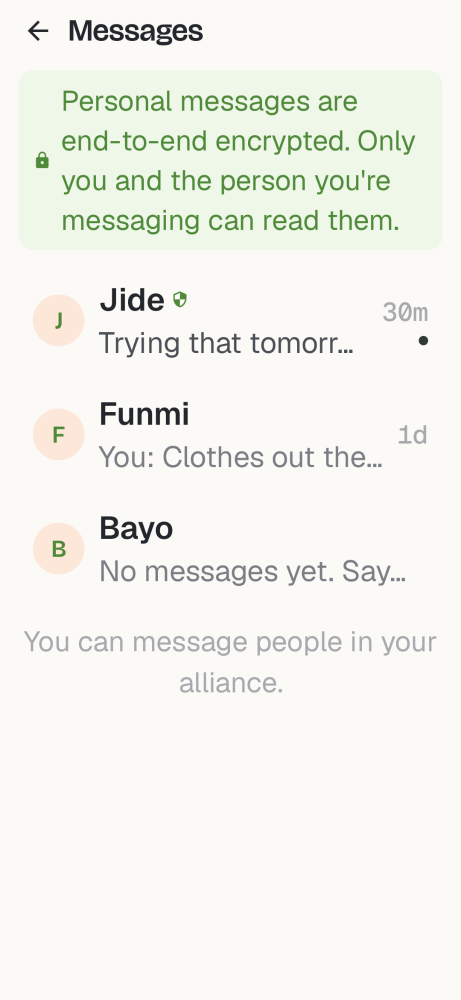 Messages
Personal messages are
end-to-end encrypted. Only
you and the person you're
messaging can read them.
J
Jide
30m
Trying that tomorr...
F
Funmi
1d
You: Clothes out the...
B
Bayo
No messages yet. Say...
You can message people in your
alliance.